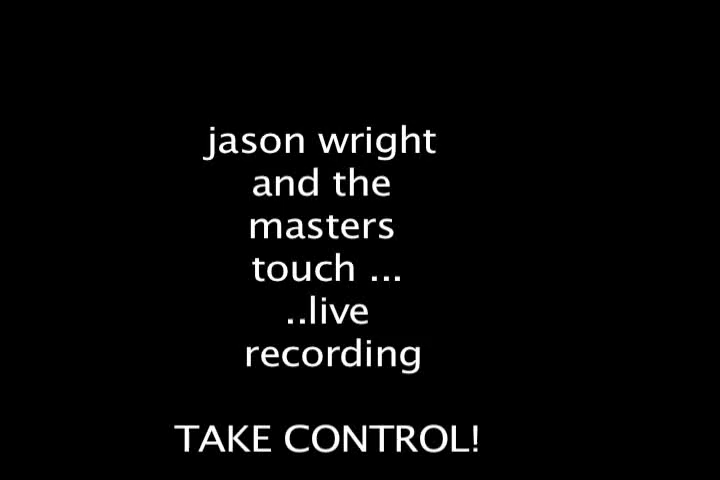 jason wright
and the
masters
touch ...
..live
recording
TAKE CONTROL!